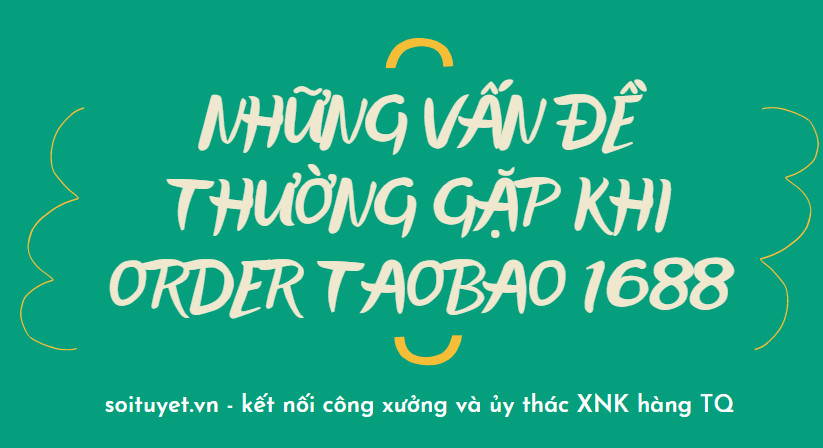 NHỮNG VẤN ĐỀ
THƯỜNG GẶP KHI
ORDER TAOBAO 1688
soituyet.vn - kết nối công xưởng và ủy thác XNK hàng TQ